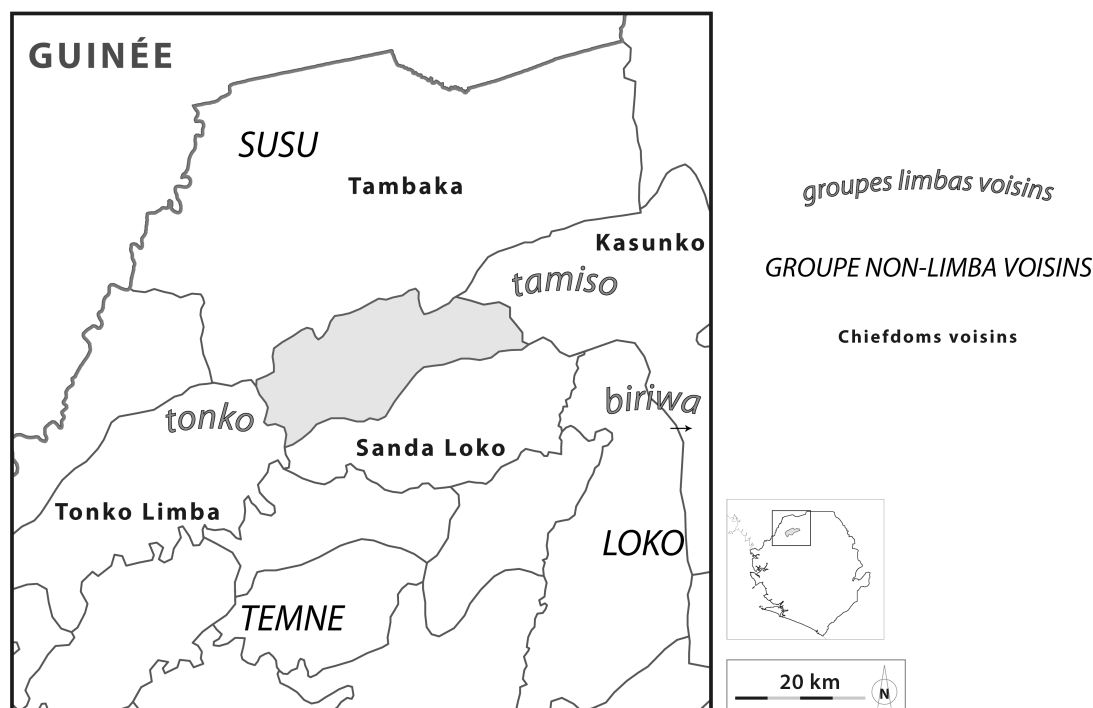 GUINÉE
SUSU
Tambaka
groupes limbas voisins
Kasunko
GROUPE NON-LIMBA VOISINS
tamiso
Chiefdoms voisins
biriwa
tonko
Sanda Loko
Tonko Limba
LOKO
TEMNE
20 km
N